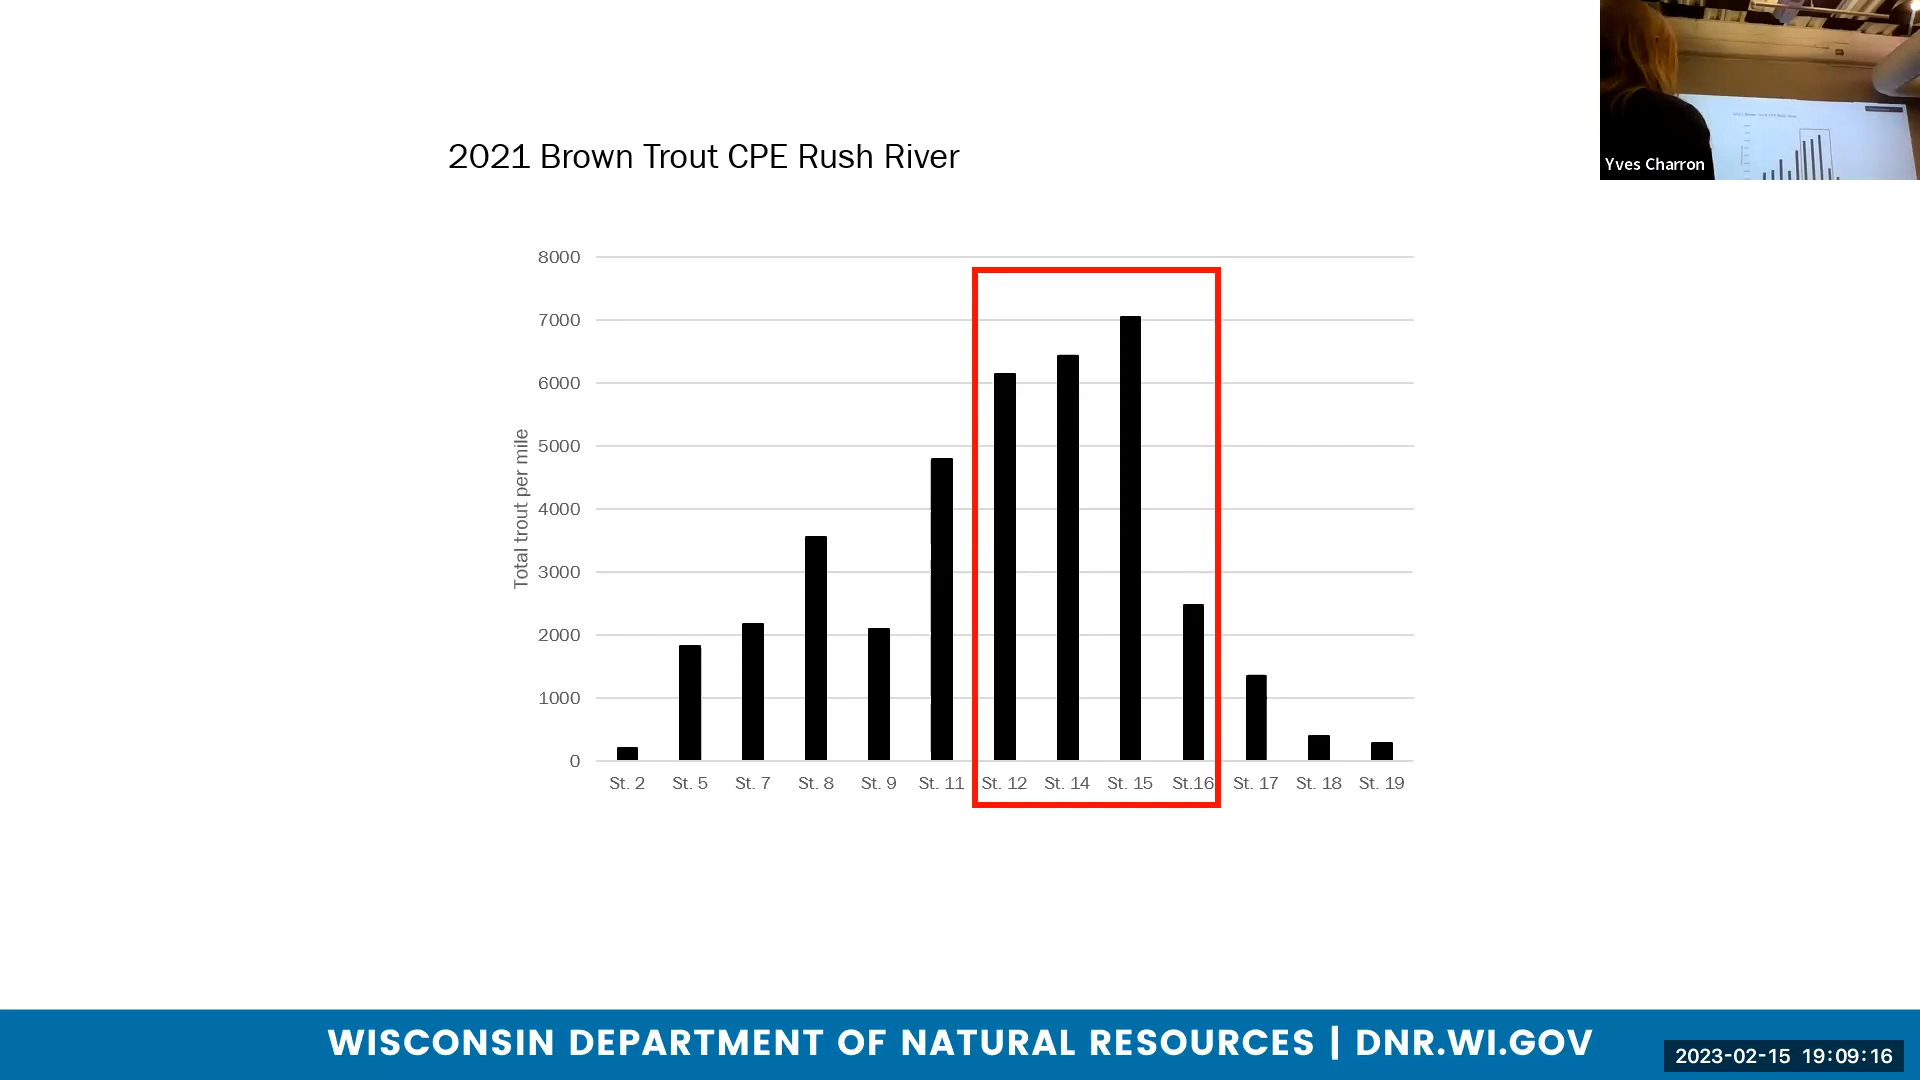 Yves Charron
2021 Brown Trout CPE Rush River
Total trout per mile
8000
7000
6000
5000
4000
3000
2000
1000
0
St. 2 St. 5 St. 7 St. 8 St. 9 St. 11 St. 12 St. 14 St. 15 St.16 St. 17 St. 18 St. 19
WISCONSIN DEPARTMENT OF NATURAL RESOURCES | DNR.WI.GOV
2023-02-15 19:09:16